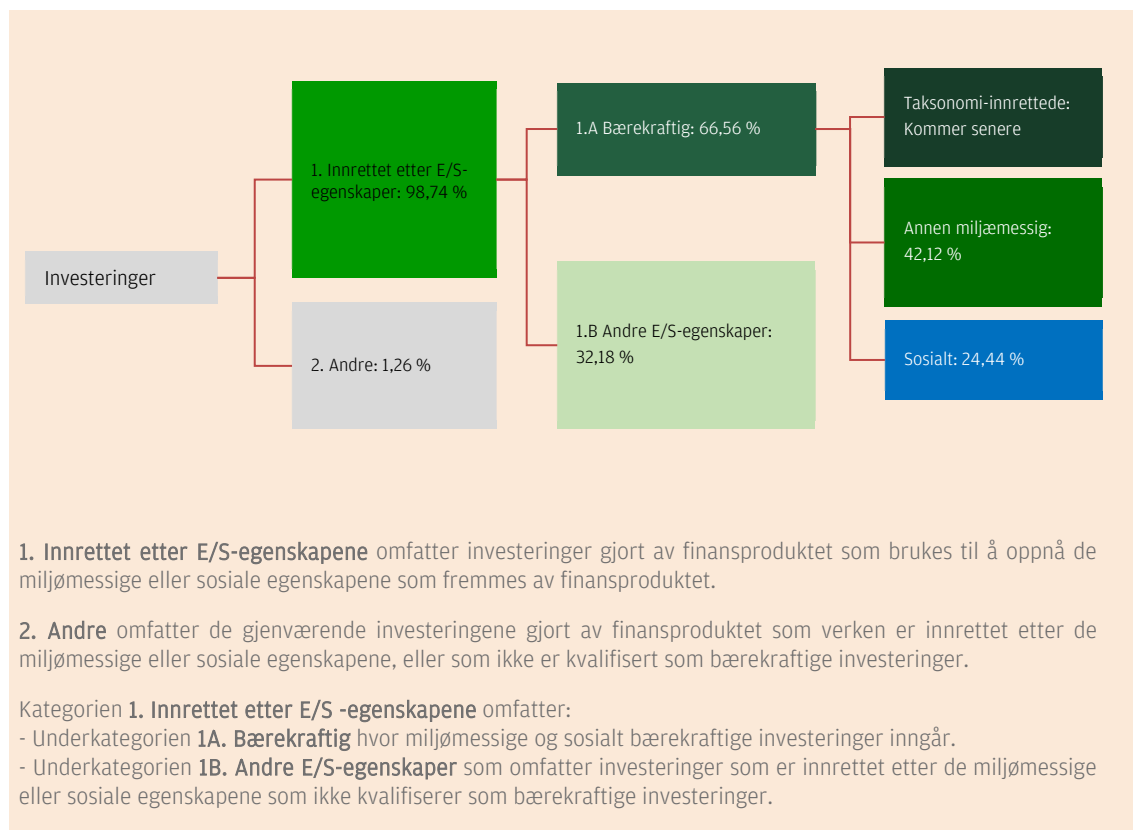 Investeringer
1. Innrettet etter E/S-
egenskaper: 98,74 %
2. Andre: 1,26 %
1.A Bærekraftig: 66,56 %
1.B Andre E/S-egenskaper:
32,18 %
Taksonomi-innrettede:
Kommer senere
Annen miljæmessig:
42,12 %
Sosialt: 24,44 %
1. Innrettet etter E/S-egenskapene omfatter investeringer gjort av finansproduktet som brukes til å oppnå de
miljømessige eller sosiale egenskapene som fremmes av finansproduktet.
2. Andre omfatter de gjenværende investeringene gjort av finansproduktet som verken er innrettet etter de
miljømessige eller sosiale egenskapene, eller som ikke er kvalifisert som bærekraftige investeringer.
Kategorien 1. Innrettet etter E/S -egenskapene omfatter:
- Underkategorien 1A. Bærekraftig hvor miljømessige og sosialt bærekraftige investeringer inngår.
- Underkategorien 1B. Andre E/S-egenskaper som omfatter investeringer som er innrettet etter de miljømessige
eller sosiale egenskapene som ikke kvalifiserer som bærekraftige investeringer.